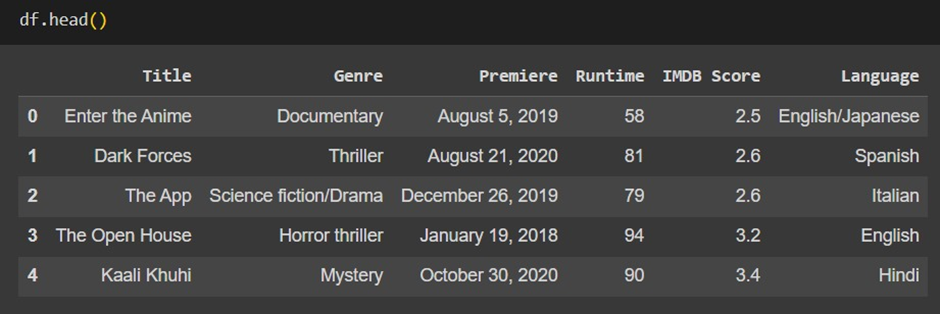 df.head()
Title Genre Premiere Runtime IMDB Score Language
0 Enter the Anime Documentary August 5, 2019 58 2.5 English/Japanese
1 Dark Forces Thriller August 21, 2020 81 2.6 Spanish
2 The App Science fiction/Drama December 26, 2019 79 2.6 Italian
3 The Open House Horror thriller January 19, 2018 94 3.2 English
4 Kaali Khuhi Mystery October 30, 2020 90 3.4 Hindi